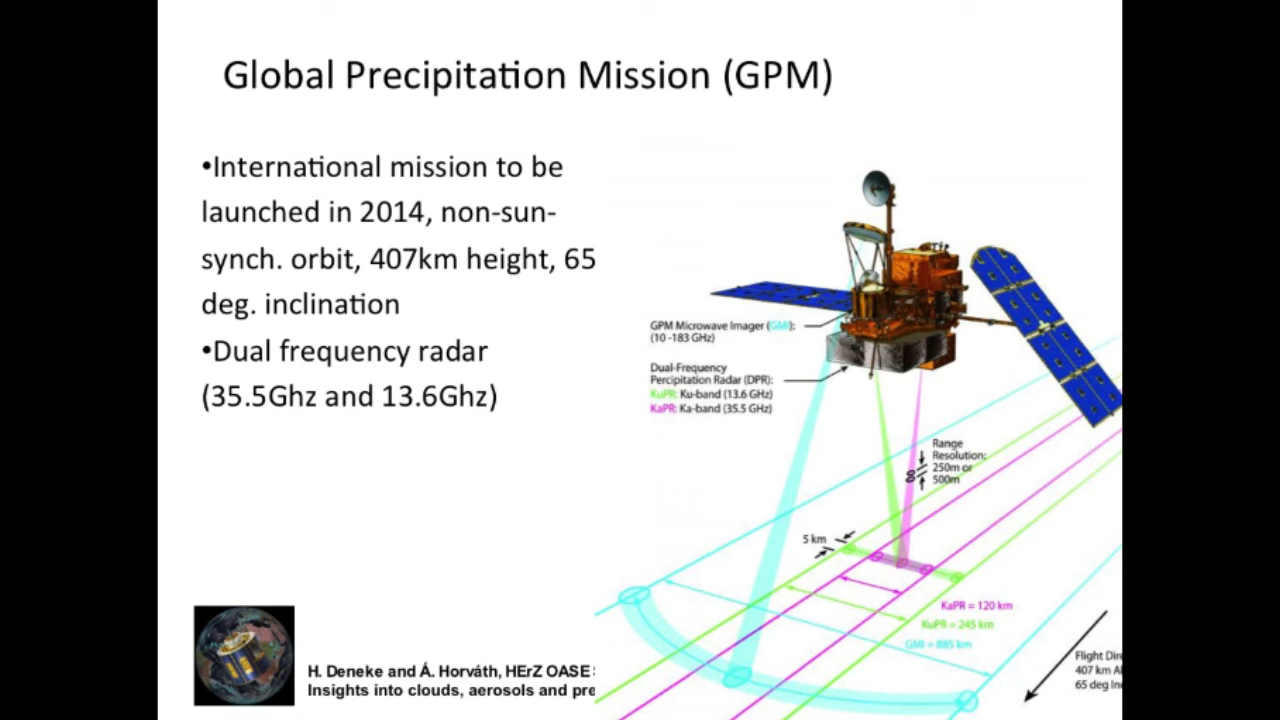 Global Precipitation Mission (GPM)
•International mission to be
launched in 2014, non-sun-
synch. orbit, 407km height, 65
deg. inclination
•Dual frequency radar
(35.5Ghz and 13.6Ghz)
GPM Microwave Imager (GMI):
(10 -183 GHz)
Dual-Frequency
Percipitation Radar (DPR):
KuPR: Ku-band (13.6 GHz)
KaPR: Ka-band (35.5 GHz)
Range
Resolution:
250m or
500m
5 km
KaPR = 120 km
KuPR = 245 km
GMI = 885 km
Flight Dire
407 km Al
65 deg In
H. Deneke and Á. Horváth, HErZ OASE
Insights into clouds, aerosols and pre